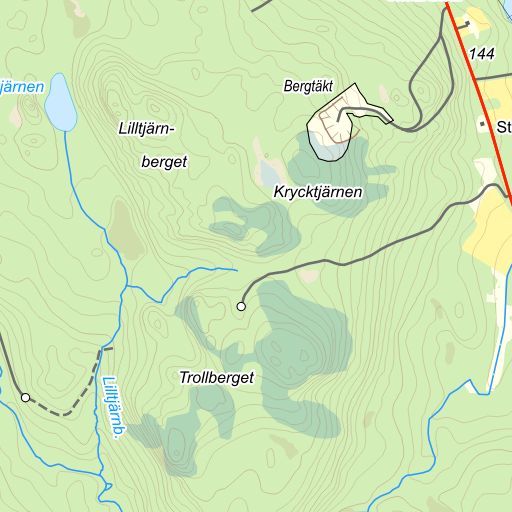 144
Bergtäkt
järnen
Lilltjärn-
berget
St
Krycktjärnen
Trollberget
Lilltjärnb.